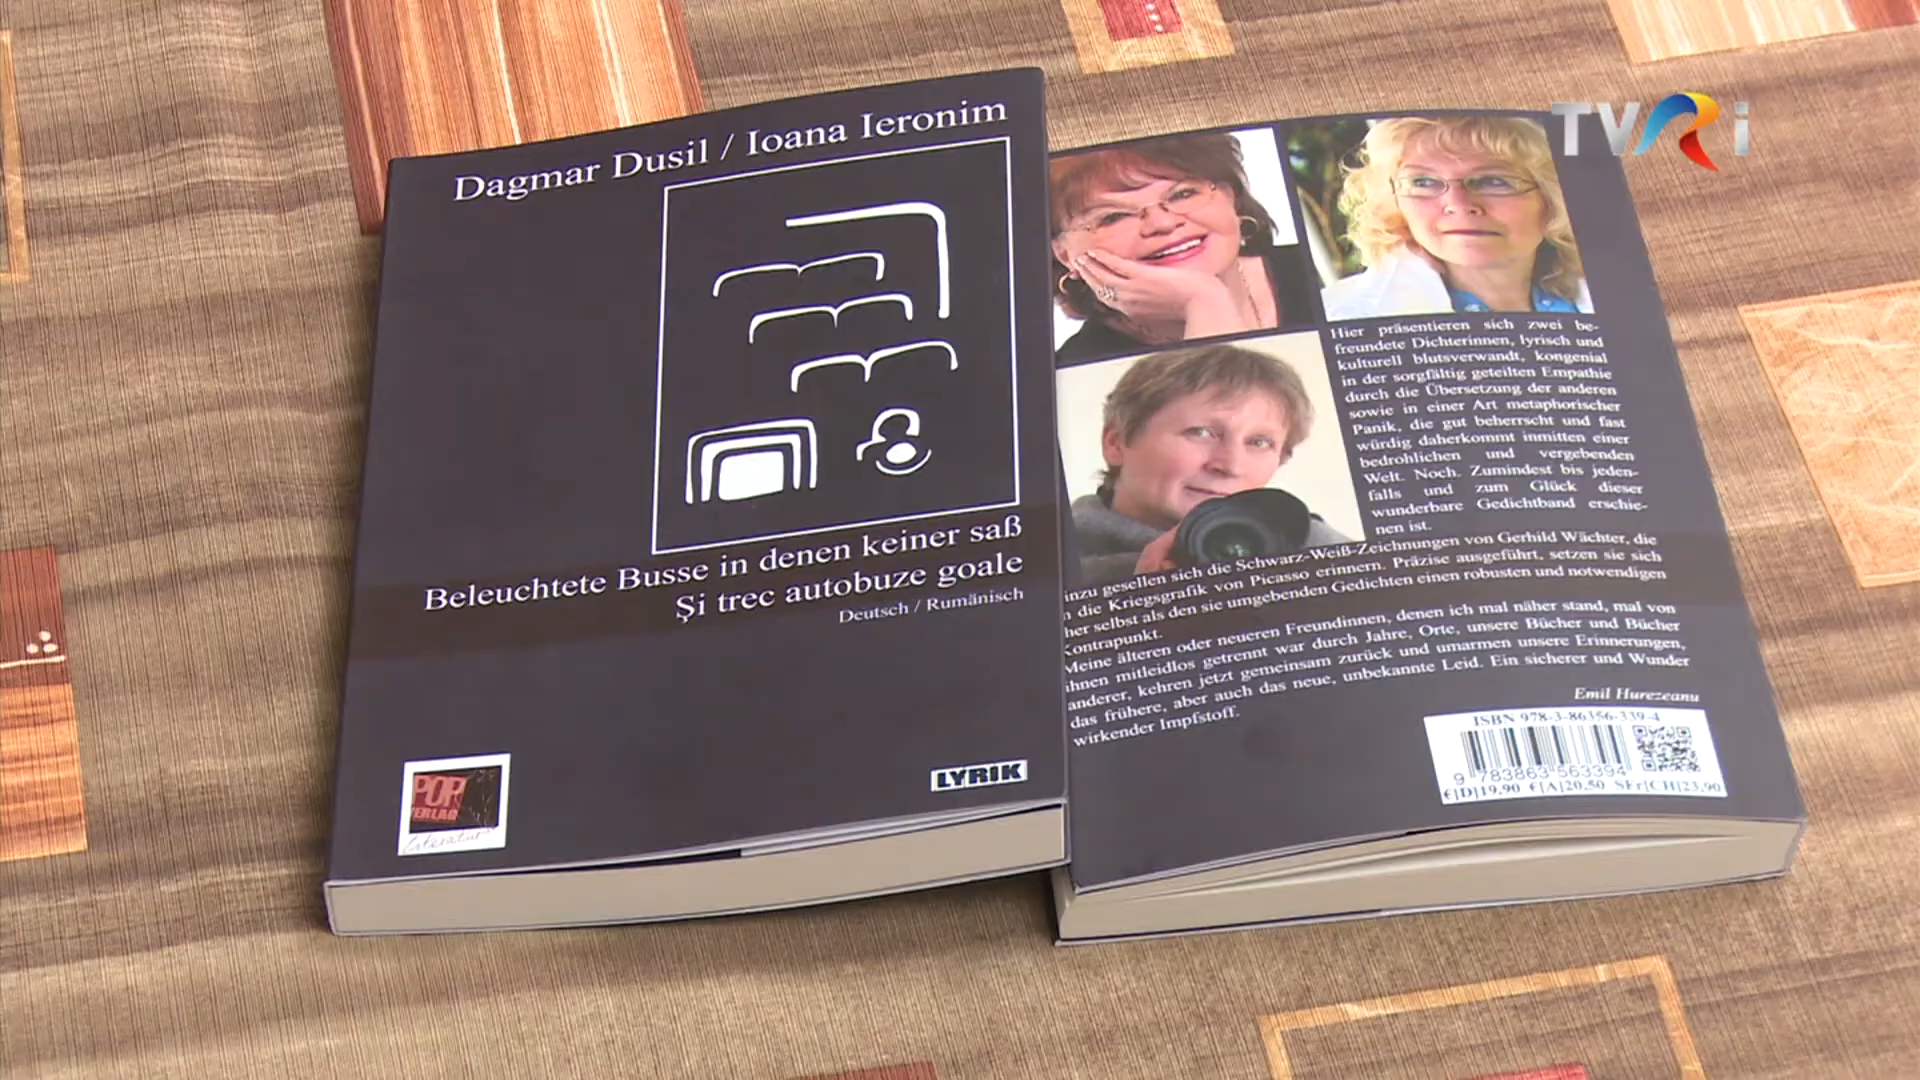 TVRi
Dagmar Dusil / Ioana Ieronim
Beleuchtete Busse in denen keiner saß
Şi trec autobuze goale
Deutsch / Rumänisch
POP
VERLAG
Literatur
LYRIK
Hier präsentieren sich zwei be-
freundete Dichterinnen, lyrisch und
kulturell blutsverwandt, kongenial
in der sorgfältig geteilten Empathie
durch die Übersetzung der anderen
sowie in einer Art metaphorischer
Panik, die gut beherrscht und fast
würdig daherkommt inmitten einer
bedrohlichen und vergebenden
Welt. Noch. Zumindest bis jeden-
falls und zum Glück dieser
wunderbare Gedichtband erschie-
nen ist.
inzu gesellen sich die Schwarz-Weiß-Zeichnungen von Gerhild Wächter, die
n die Kriegsgrafik von Picasso erinnern. Präzise ausgeführt, setzen sie sich
her selbst als den sie umgebenden Gedichten einen robusten und notwendigen
Kontrapunkt.
Meine älteren oder neueren Freundinnen, denen ich mal näher stand, mal von
ihnen mitleidlos getrennt war durch Jahre, Orte, unsere Bücher und Bücher
anderer, kehren jetzt gemeinsam zurück und umarmen unsere Erinnerungen,
das frühere, aber auch das neue, unbekannte Leid. Ein sicherer und Wunder
wirkender Impfstoff.
Emil Hurezeanu
ISBN 978-3-86356-339-4
9 783863 563394
€[D]19,90 €[A]20,50 SFr[CH]23,90